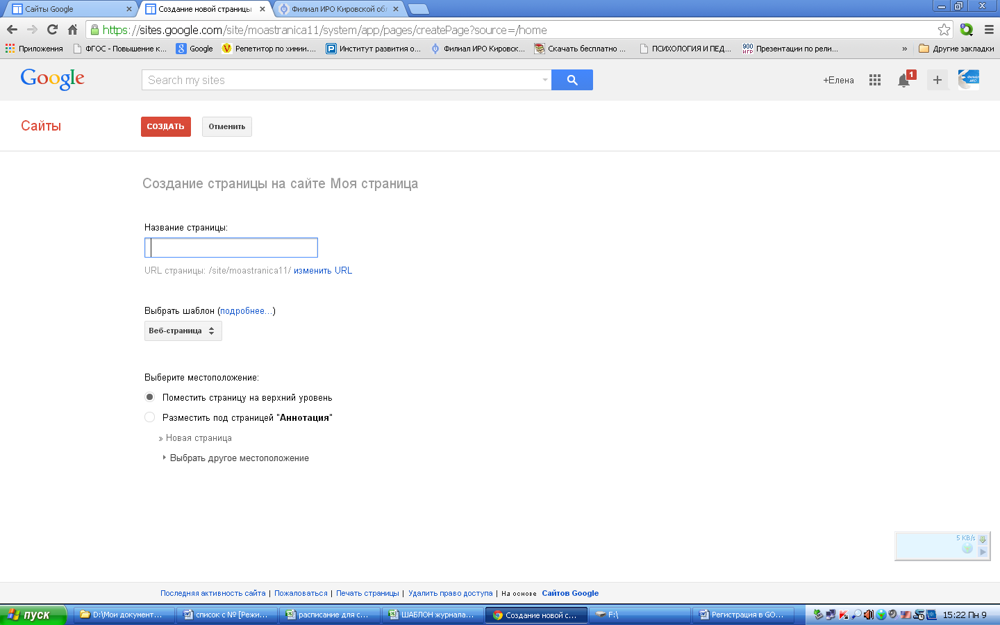 Сайты Google
Создание новой страницы
Филиал ИРО Кировской обл
https://sites.google.com/site/moastranica11/system/app/pages/createPage?source=/home
Приложения
ФГОС - Повышение к...
Google
Репетитор по химии....
Институт развития о...
Филиал ИРО Кировск...
Скачать бесплатно ...
ПСИХОЛОГИЯ И ПЕД...
900 ИГР
Презентации по рели...
»
Другие закладки
Google
Search my sites
+Елена
1
+
Сайты
СОЗДАТЬ
Отменить
Создание страницы на сайте Моя страница
Название страницы:
URL страницы: /site/moastranica11/ изменить URL
Выбрать шаблон (подробнее...)
Веб-страница
Выберите местоположение:
Поместить страницу на верхний уровень
Разместить под страницей "Аннотация"
» Новая страница
Выбрать другое местоположение
5 KB/s
Последняя активность сайта | Пожаловаться | Печать страницы | Удалить право доступа | На основе Сайтов Google
пуск
D:\Мои документ...
список с № [Режи...
расписание для с...
ШАБЛОН журнала...
Создание новой с...
F:\
Регистрация в GO...
15:22 Пн 9